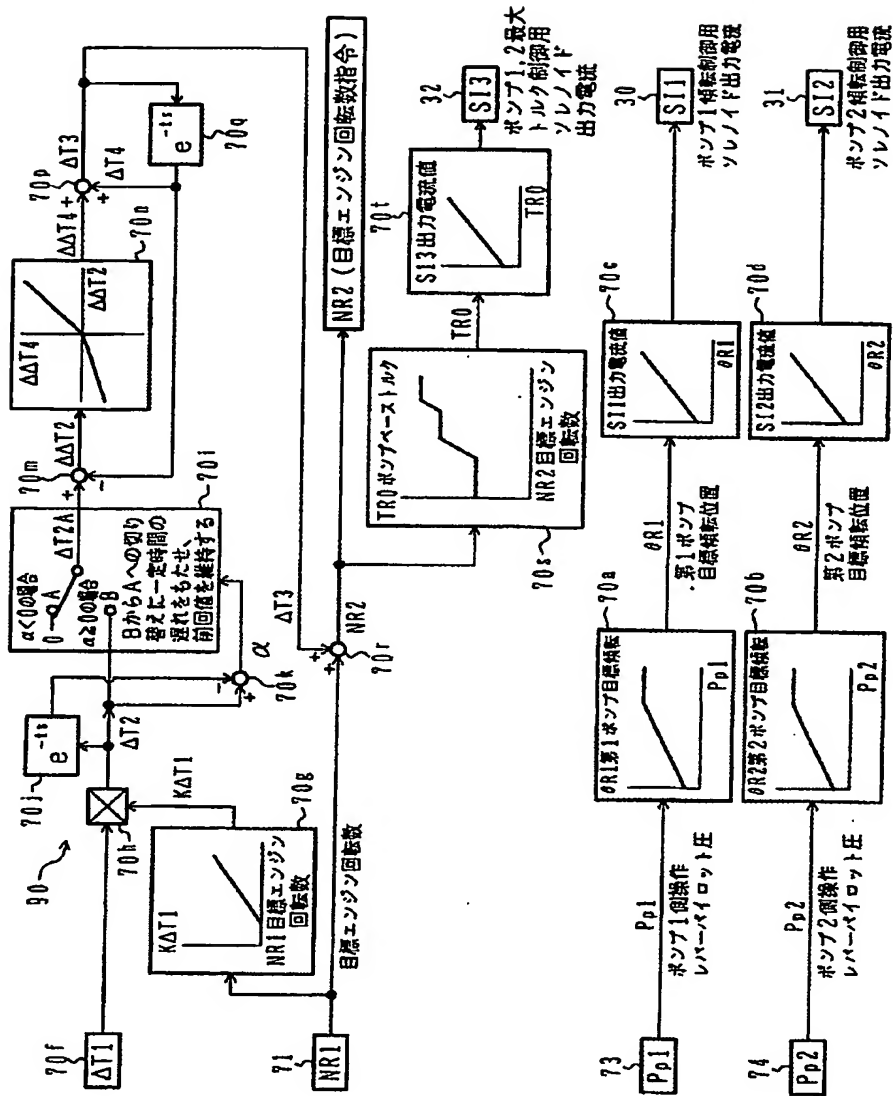 90
70f
ΔT1
70h
70j
e^-ts
ΔT2
KΔT1
70g
KΔT1
NR1目標エンジン
回転数
目標エンジン回転数
71
NR1
70k
α
+
-
70i
α<0の場合
0
A
α≥0の場合
B
BからAへの切り
替えに一定時間の
遅れをもたせ、
前回値を維持する
ΔT2A
70m
+
-
ΔΔT2
70n
ΔΔT4
ΔΔT2
ΔΔT4
70p
+
+
ΔT3
ΔT4
70q
e^-ts
ΔT3
70r
+
+
NR2
NR2(目標エンジン回転数指令)
70s
TR0ポンプベーストルク
NR2目標エンジン
回転数
TR0
70t
SI3出力電流値
TR0
32
SI3
ポンプ1,2最大
トルク制御用
ソレノイド
出力電流
73
Pp1
Pp1
ポンプ1側操作
レバーパイロット圧
70a
θR1第1ポンプ目標傾転
Pp1
θR1
第1ポンプ
目標傾転位置
70c
SI1出力電流値
θR1
30
SI1
ポンプ1傾転制御用
ソレノイド出力電流
74
Pp2
Pp2
ポンプ2側操作
レバーパイロット圧
70b
θR2第2ポンプ目標傾転
Pp2
θR2
第2ポンプ
目標傾転位置
70d
SI2出力電流値
θR2
31
SI2
ポンプ2傾転制御用
ソレノイド出力電流